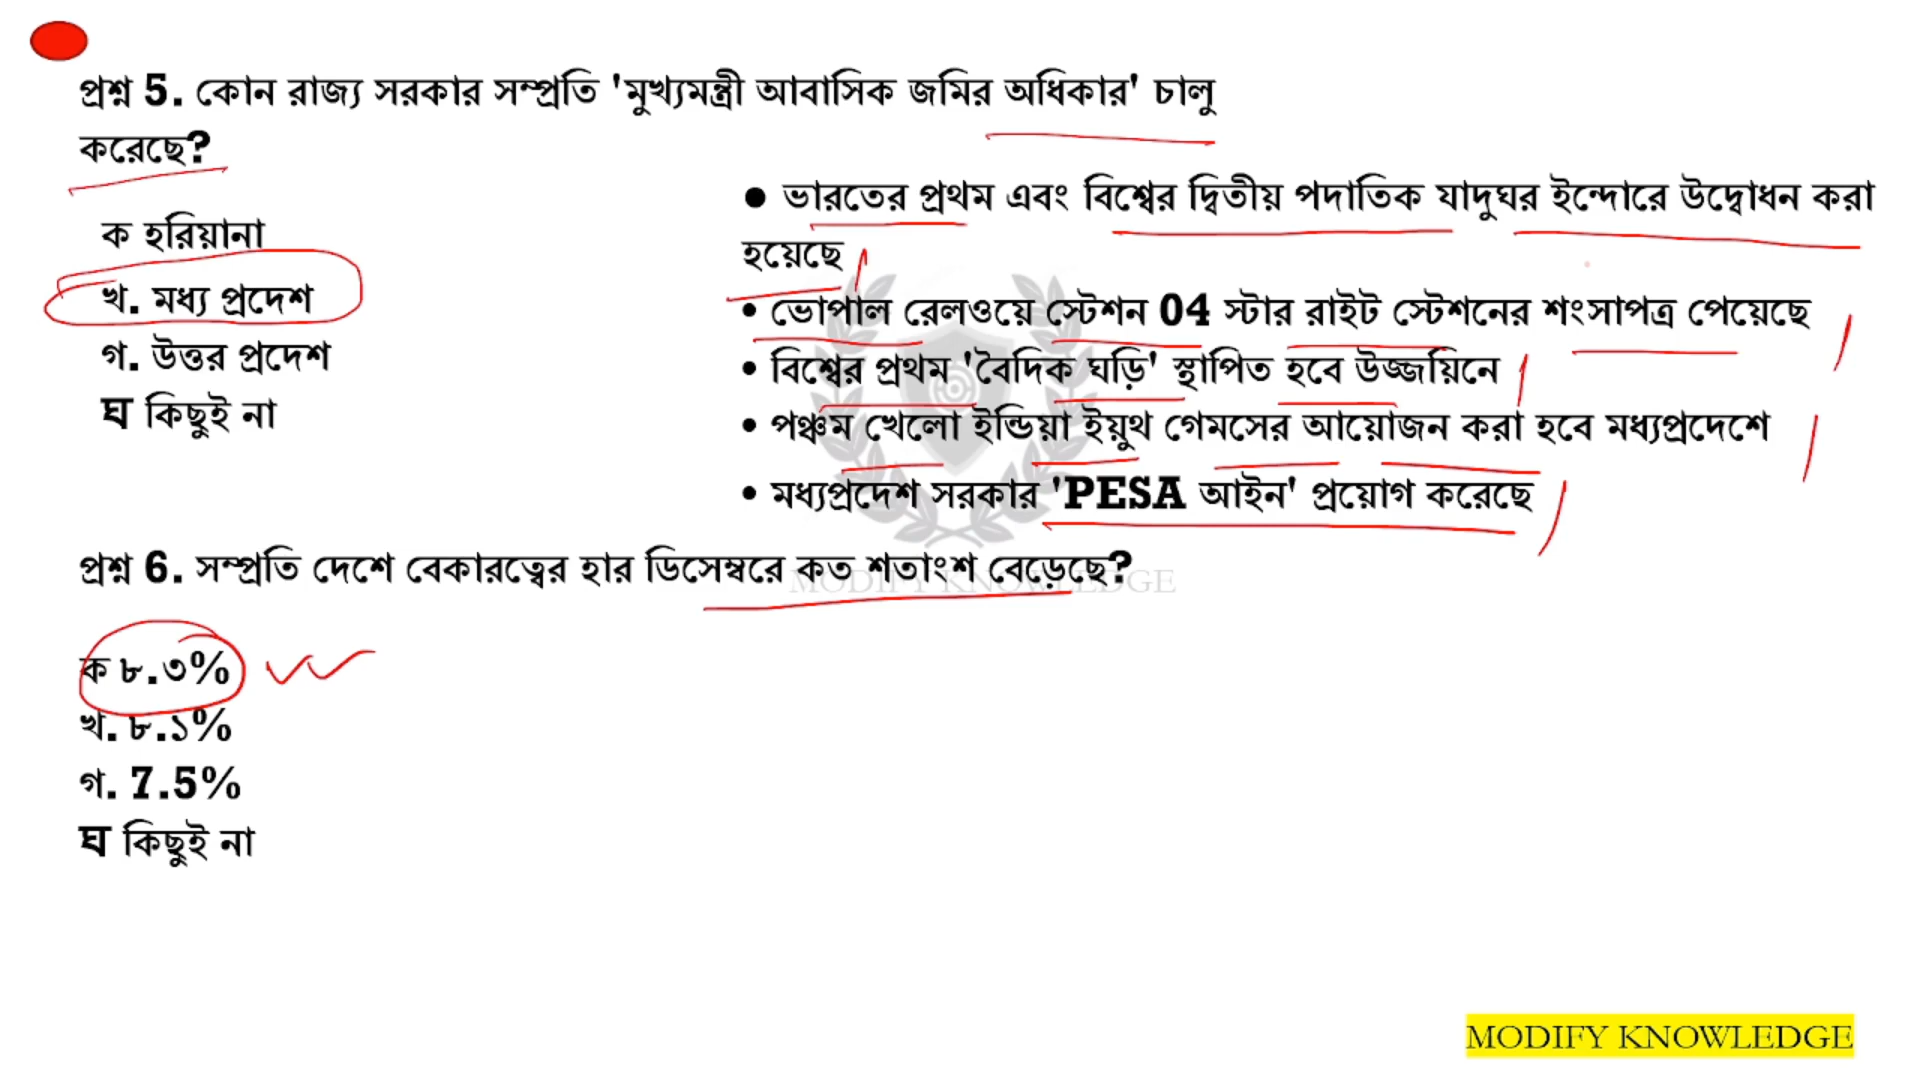 প্রশ্ন 5. কোন রাজ্য সরকার সম্প্রতি 'মুখ্যমন্ত্রী আবাসিক জমির অধিকার' চালু
করেছে?
ক হরিয়ানা
খ. মধ্য প্রদেশ
গ. উত্তর প্রদেশ
ঘ কিছুই না
● ভারতের প্রথম এবং বিশ্বের দ্বিতীয় পদাতিক যাদুঘর ইন্দোরে উদ্বোধন করা
হয়েছে
• ভোপাল রেলওয়ে স্টেশন 04 স্টার রাইট স্টেশনের শংসাপত্র পেয়েছে
• বিশ্বের প্রথম 'বৈদিক ঘড়ি' স্থাপিত হবে উজ্জয়িনে
• পঞ্চম খেলো ইন্ডিয়া ইয়ুথ গেমসের আয়োজন করা হবে মধ্যপ্রদেশে
• মধ্যপ্রদেশ সরকার 'PESA আইন' প্রয়োগ করেছে
প্রশ্ন 6. সম্প্রতি দেশে বেকারত্বের হার ডিসেম্বরে কত শতাংশ বেড়েছে?
MODIFY KNOWLEDGE
ক ৮.৩%
খ. ৮.১%
গ. 7.5%
ঘ কিছুই না
MODIFY KNOWLEDGE